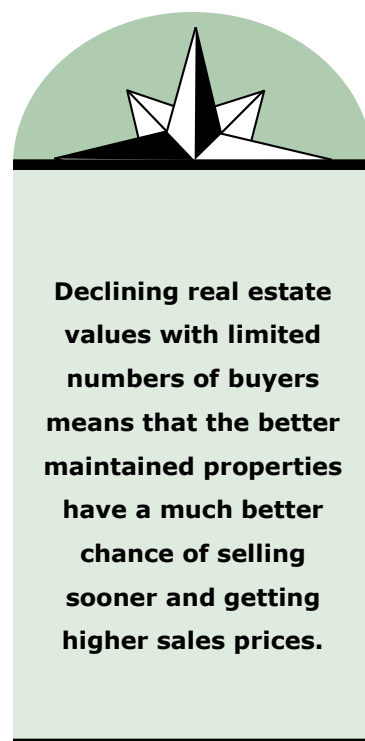 Declining real estate
values with limited
numbers of buyers
means that the better
maintained properties
have a much better
chance of selling
sooner and getting
higher sales prices.